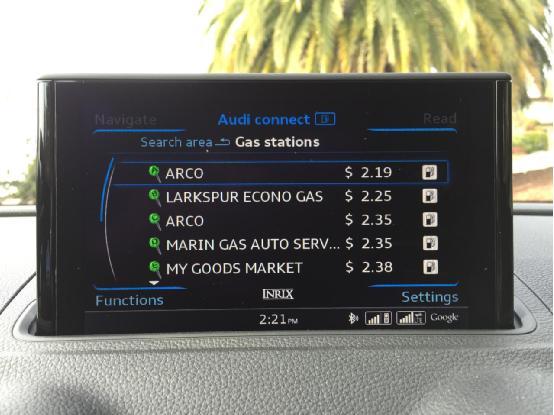 Navigate Audi connect Read
Search area Gas stations
ARCO $ 2.19
LARKSPUR ECONO GAS $ 2.25
ARCO $ 2.35
MARIN GAS AUTO SERV... $ 2.35
MY GOODS MARKET $ 2.38
Functions INRIX Settings
2:21PM Google